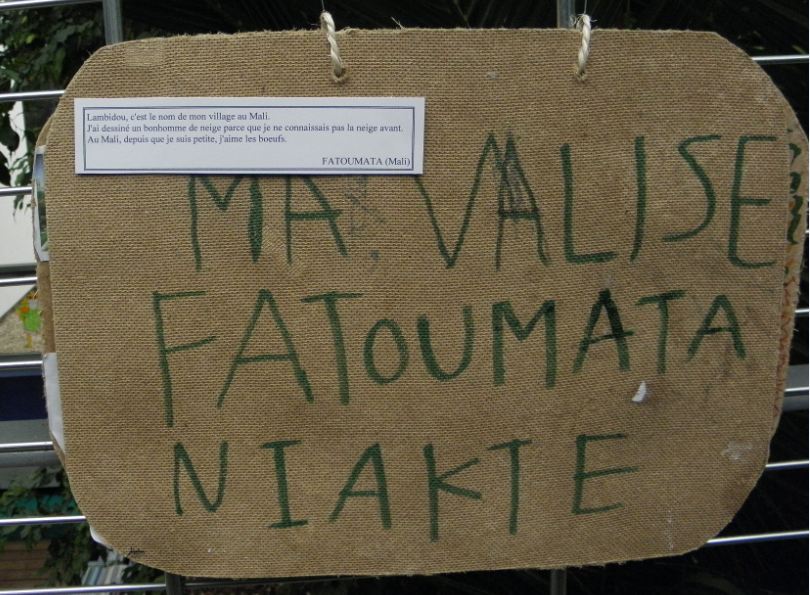 Lambidou, c'est le nom de mon village au Mali.
J'ai dessiné un bonhomme de neige parce que je ne connaissais pas la neige avant.
Au Mali, depuis que je suis petite, j'aime les boeufs.
FATOUMATA (Mali)
MA VALISE
FATOUMATA
NIAKTE